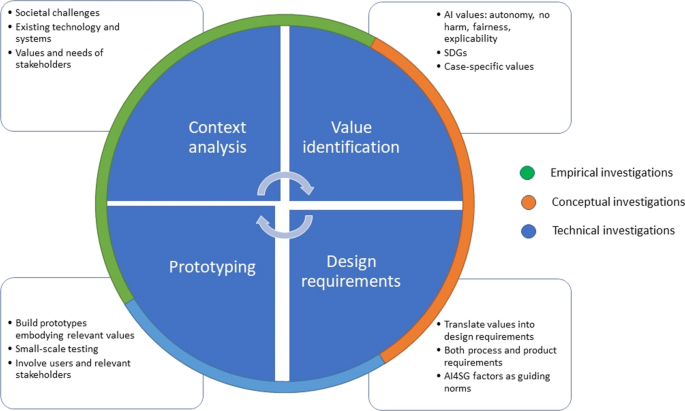 • Societal challenges
• Existing technology and
systems
• Values and needs of
stakeholders
• AI values: autonomy, no
harm, fairness,
explicability
• SDGs
• Case-specific values
Context
analysis
Value
identification
Empirical investigations
Conceptual investigations
Technical investigations
Prototyping
Design
requirements
• Build prototypes
embodying relevant values
• Small-scale testing
• Involve users and relevant
stakeholders
• Translate values into
design requirements
• Both process and product
requirements
• AI4SG factors as guiding
norms